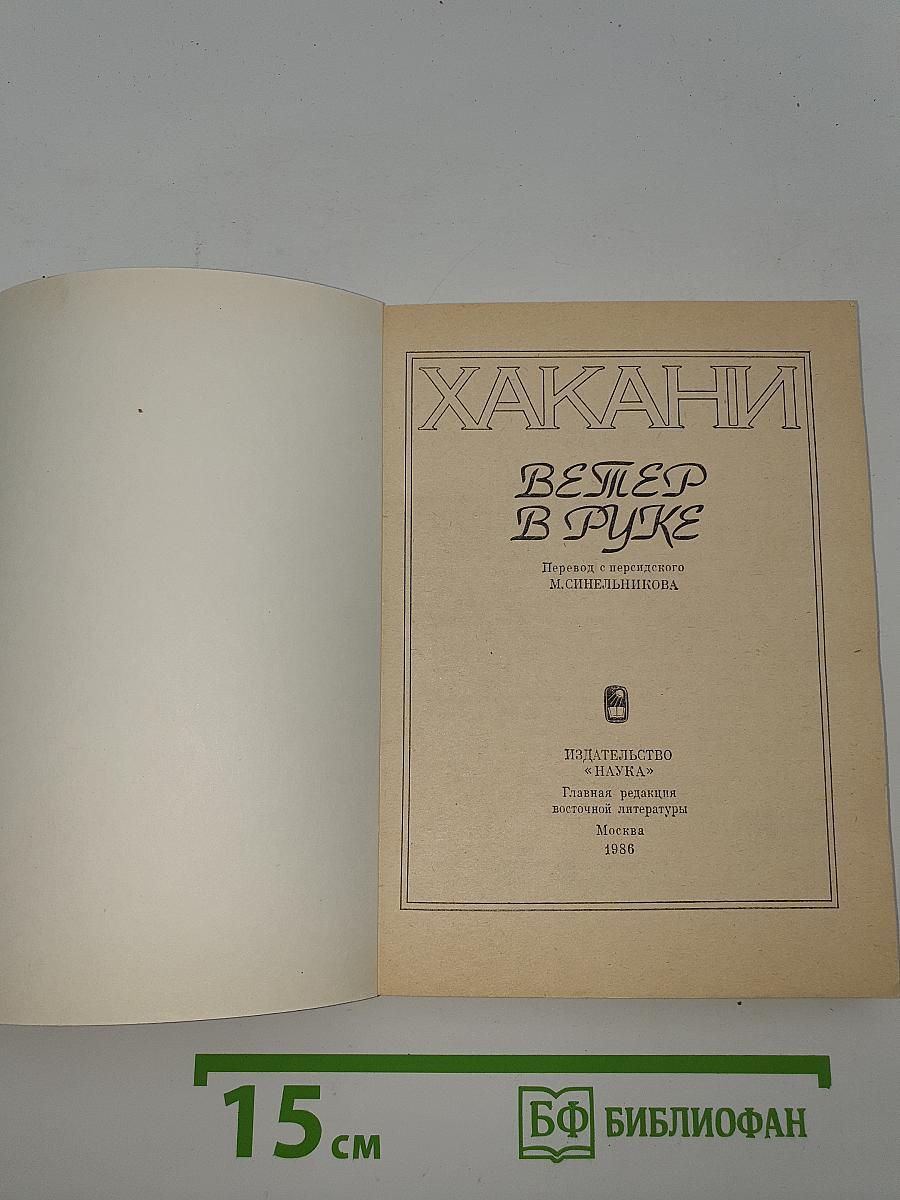 ХАКАНИ
ВЕТЕР
В РУКЕ
Перевод с персидского
М.СИНЕЛЬНИКОВА
ИЗДАТЕЛЬСТВО
«НАУКА»
Главная редакция
восточной литературы
Москва
1986
15 см
БФ БИБЛИОФАН